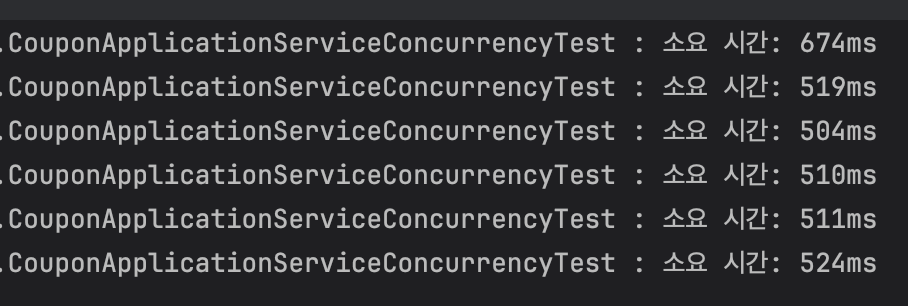 .CouponApplicationServiceConcurrencyTest : 소요 시간: 674ms
.CouponApplicationServiceConcurrencyTest : 소요 시간: 519ms
.CouponApplicationServiceConcurrencyTest : 소요 시간: 504ms
.CouponApplicationServiceConcurrencyTest : 소요 시간: 510ms
.CouponApplicationServiceConcurrencyTest : 소요 시간: 511ms
.CouponApplicationServiceConcurrencyTest : 소요 시간: 524ms